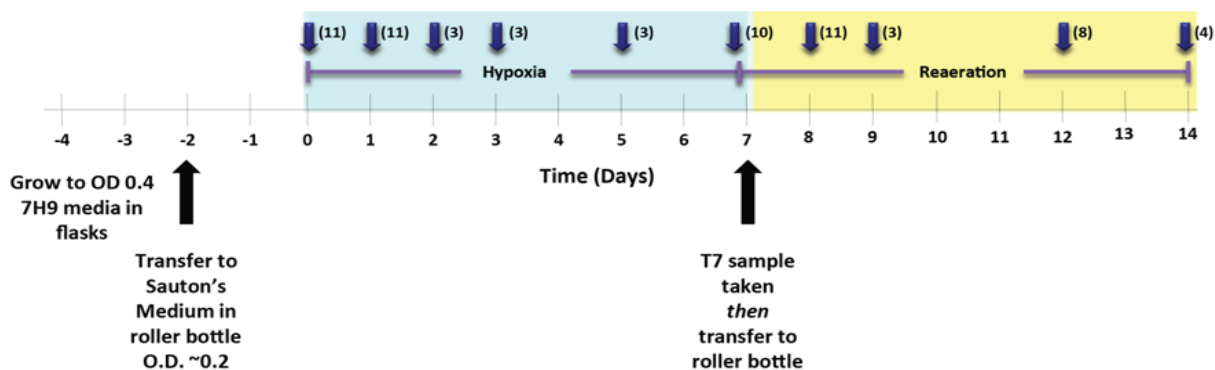 (11) (11) (3) (3) (3) (10) (11) (3) (8) (4)
Hypoxia Reaeration
-4 -3 -2 -1 0 1 2 3 5 6 7 8 9 10 11 12 13 14
Time (Days)
Grow to OD 0.4
7H9 media in
flasks
Transfer to
Sauton's
Medium in
roller bottle
O.D. ~0.2
T7 sample
taken
then
transfer to
roller bottle